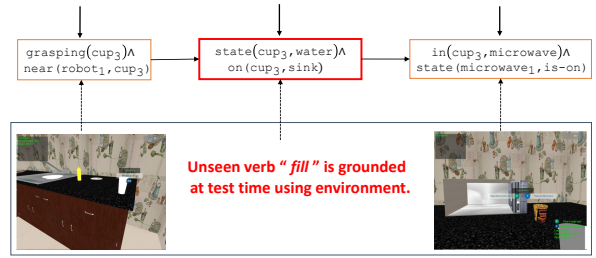 grasping(cup₃)∧
near(robot₁,cup₃)
state(cup₃,water)∧
on(cup₃,sink)
in(cup₃,microwave)∧
state(microwave₁,is-on)
Unseen verb “ fill ” is grounded
at test time using environment.